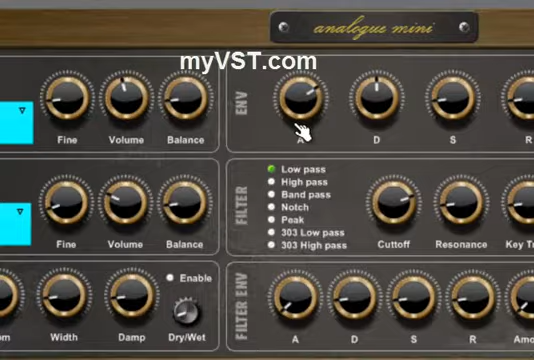 analogue mini
myVST.com
Fine Volume Balance
ENV
A D S R
Fine Volume Balance
FILTER
Low pass
High pass
Band pass
Notch
Peak
303 Low pass
303 High pass
Cuttoff Resonance Key
Enable
Width Damp Dry/Wet
FILTER ENV
A D S R